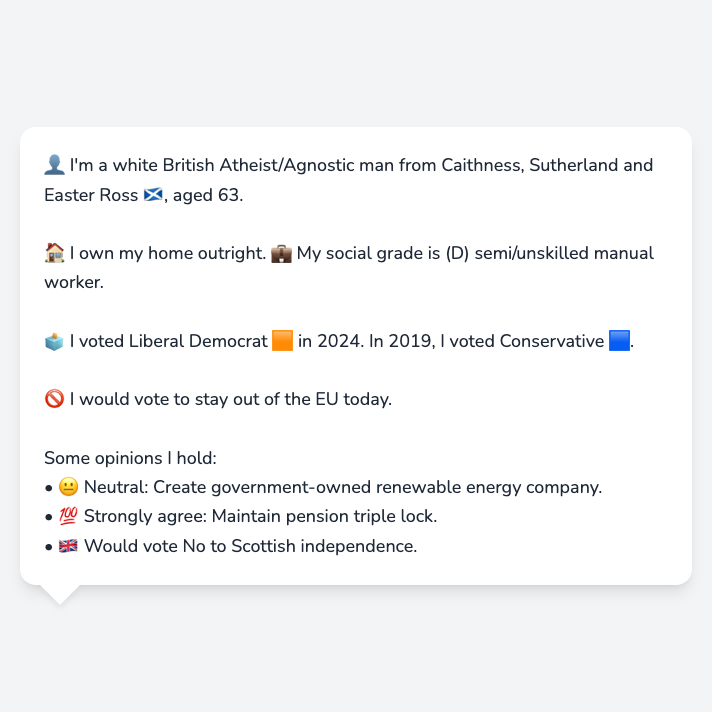 👤 I'm a white British Atheist/Agnostic man from Caithness, Sutherland and
Easter Ross 🏴󠁧󠁢󠁳󠁣󠁴󠁿, aged 63.
🏠 I own my home outright. 💼 My social grade is (D) semi/unskilled manual
worker.
🗳️ I voted Liberal Democrat 🟧 in 2024. In 2019, I voted Conservative 🟦.
🚫 I would vote to stay out of the EU today.
Some opinions I hold:
• 😐 Neutral: Create government-owned renewable energy company.
• 💯 Strongly agree: Maintain pension triple lock.
• 🇬🇧 Would vote No to Scottish independence.